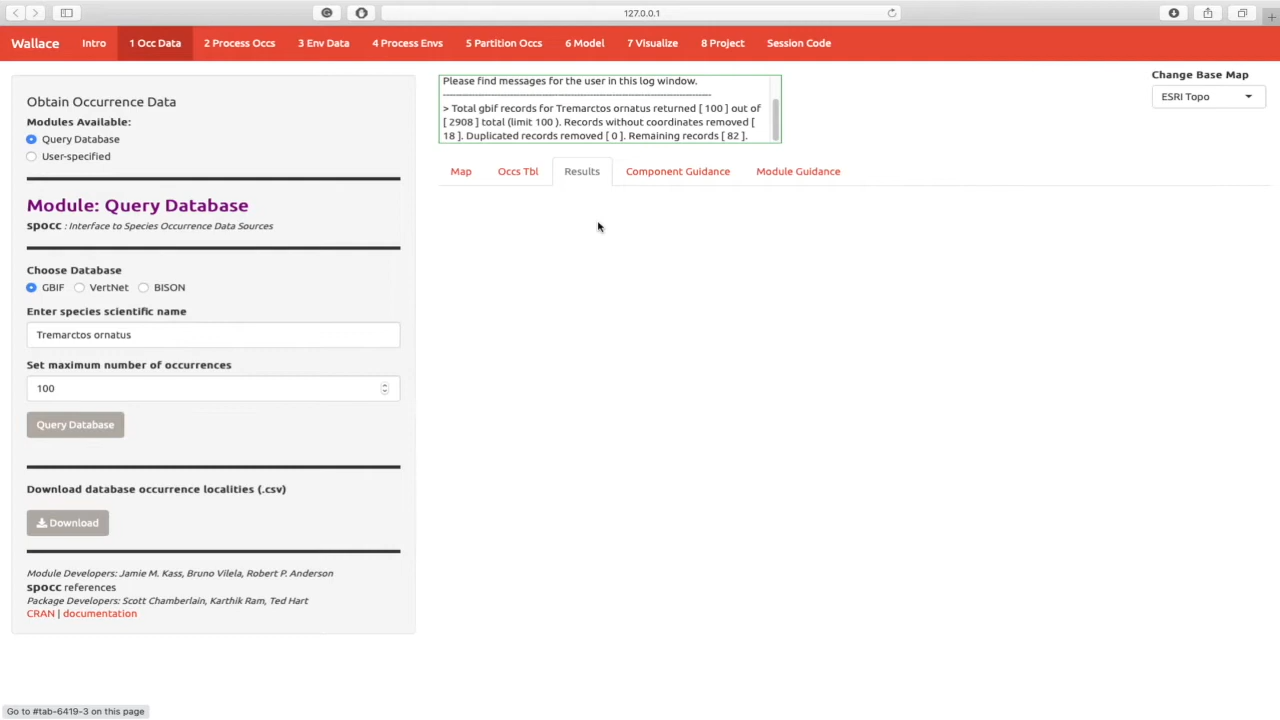 127.0.0.1
Wallace Intro 1 Occ Data 2 Process Occs 3 Env Data 4 Process Envs 5 Partition Occs 6 Model 7 Visualize 8 Project Session Code
Obtain Occurrence Data
Modules Available:
Query Database
User-specified
Module: Query Database
spocc : Interface to Species Occurrence Data Sources
Choose Database
GBIF VertNet BISON
Enter species scientific name
Tremarctos ornatus
Set maximum number of occurrences
100
Query Database
Download database occurrence localities (.csv)
Download
Module Developers: Jamie M. Kass, Bruno Vilela, Robert P. Anderson
spocc references
Package Developers: Scott Chamberlain, Karthik Ram, Ted Hart
CRAN | documentation
Please find messages for the user in this log window.
> Total gbif records for Tremarctos ornatus returned [ 100 ] out of
[ 2908 ] total (limit 100 ). Records without coordinates removed [
18 ]. Duplicated records removed [ 0 ]. Remaining records [ 82 ].
Change Base Map
ESRI Topo
Map Occs Tbl Results Component Guidance Module Guidance
Go to #tab-6419-3 on this page